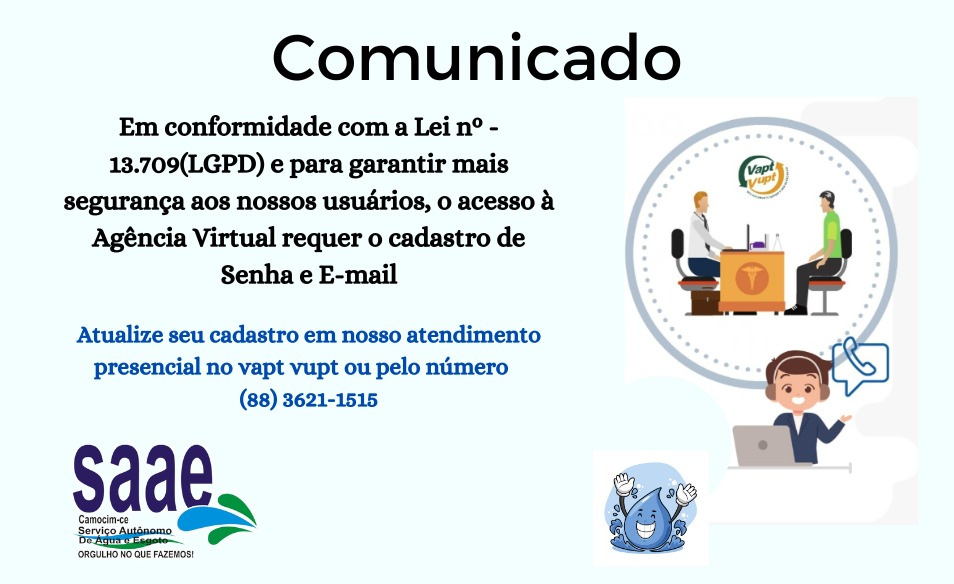 Comunicado
Em conformidade com a Lei nº -
13.709(LGPD) e para garantir mais
segurança aos nossos usuários, o acesso à
Agência Virtual requer o cadastro de
Senha e E-mail
Atualize seu cadastro em nosso atendimento
presencial no vapt vupt ou pelo número
(88) 3621-1515
Vapt
Vupt
saae
Camocim-ce
Serviço Autônomo
De Água e Esgoto
ORGULHO NO QUE FAZEMOS!